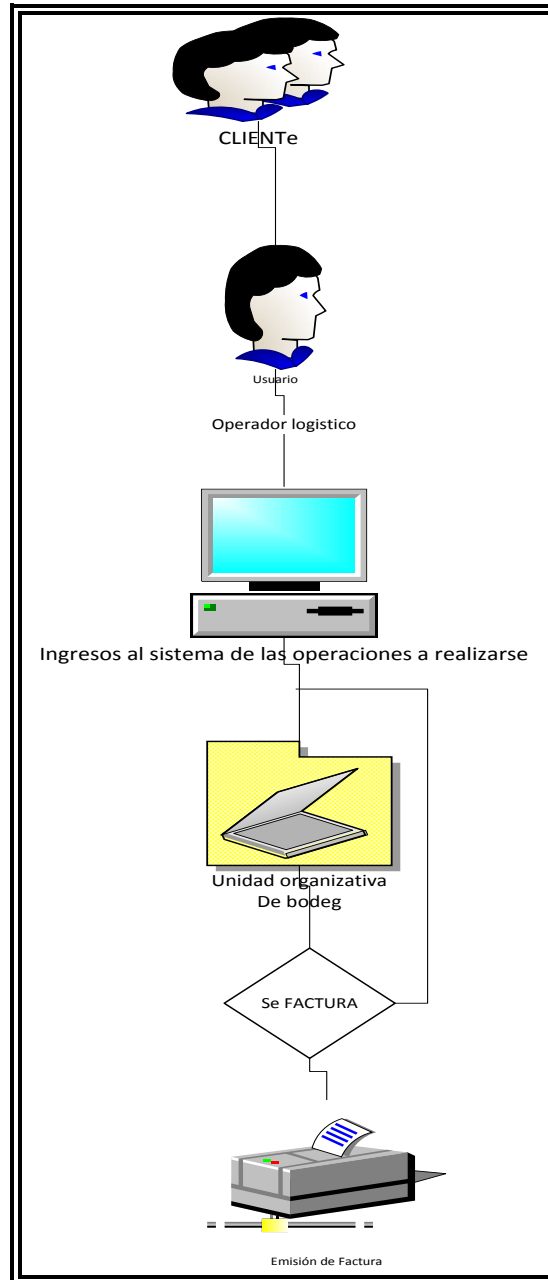 CLIENTe
Usuario
Operador logistico
Ingresos al sistema de las operaciones a realizarse
Unidad organizativa
De bodeg
Se FACTURA
Emisión de Factura